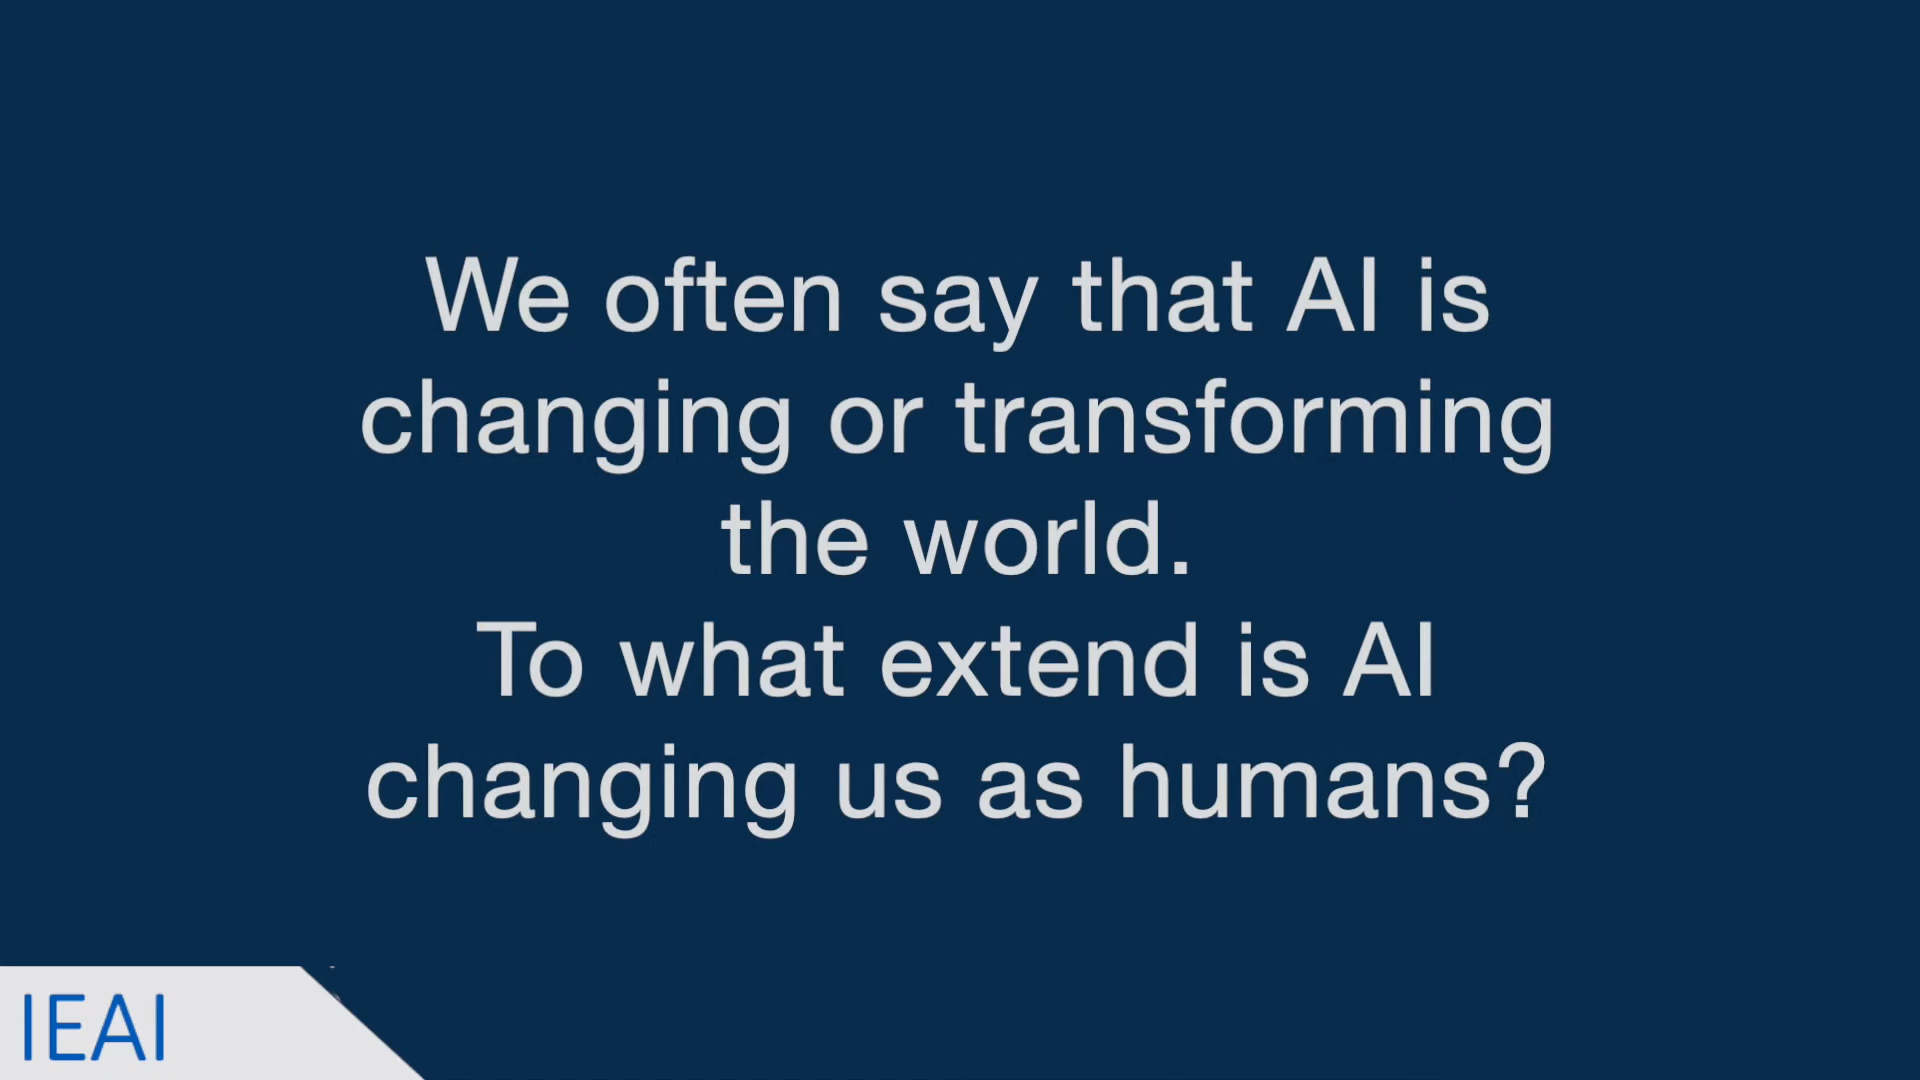 We often say that AI is
changing or transforming
the world.
To what extend is AI
changing us as humans?
IEAI